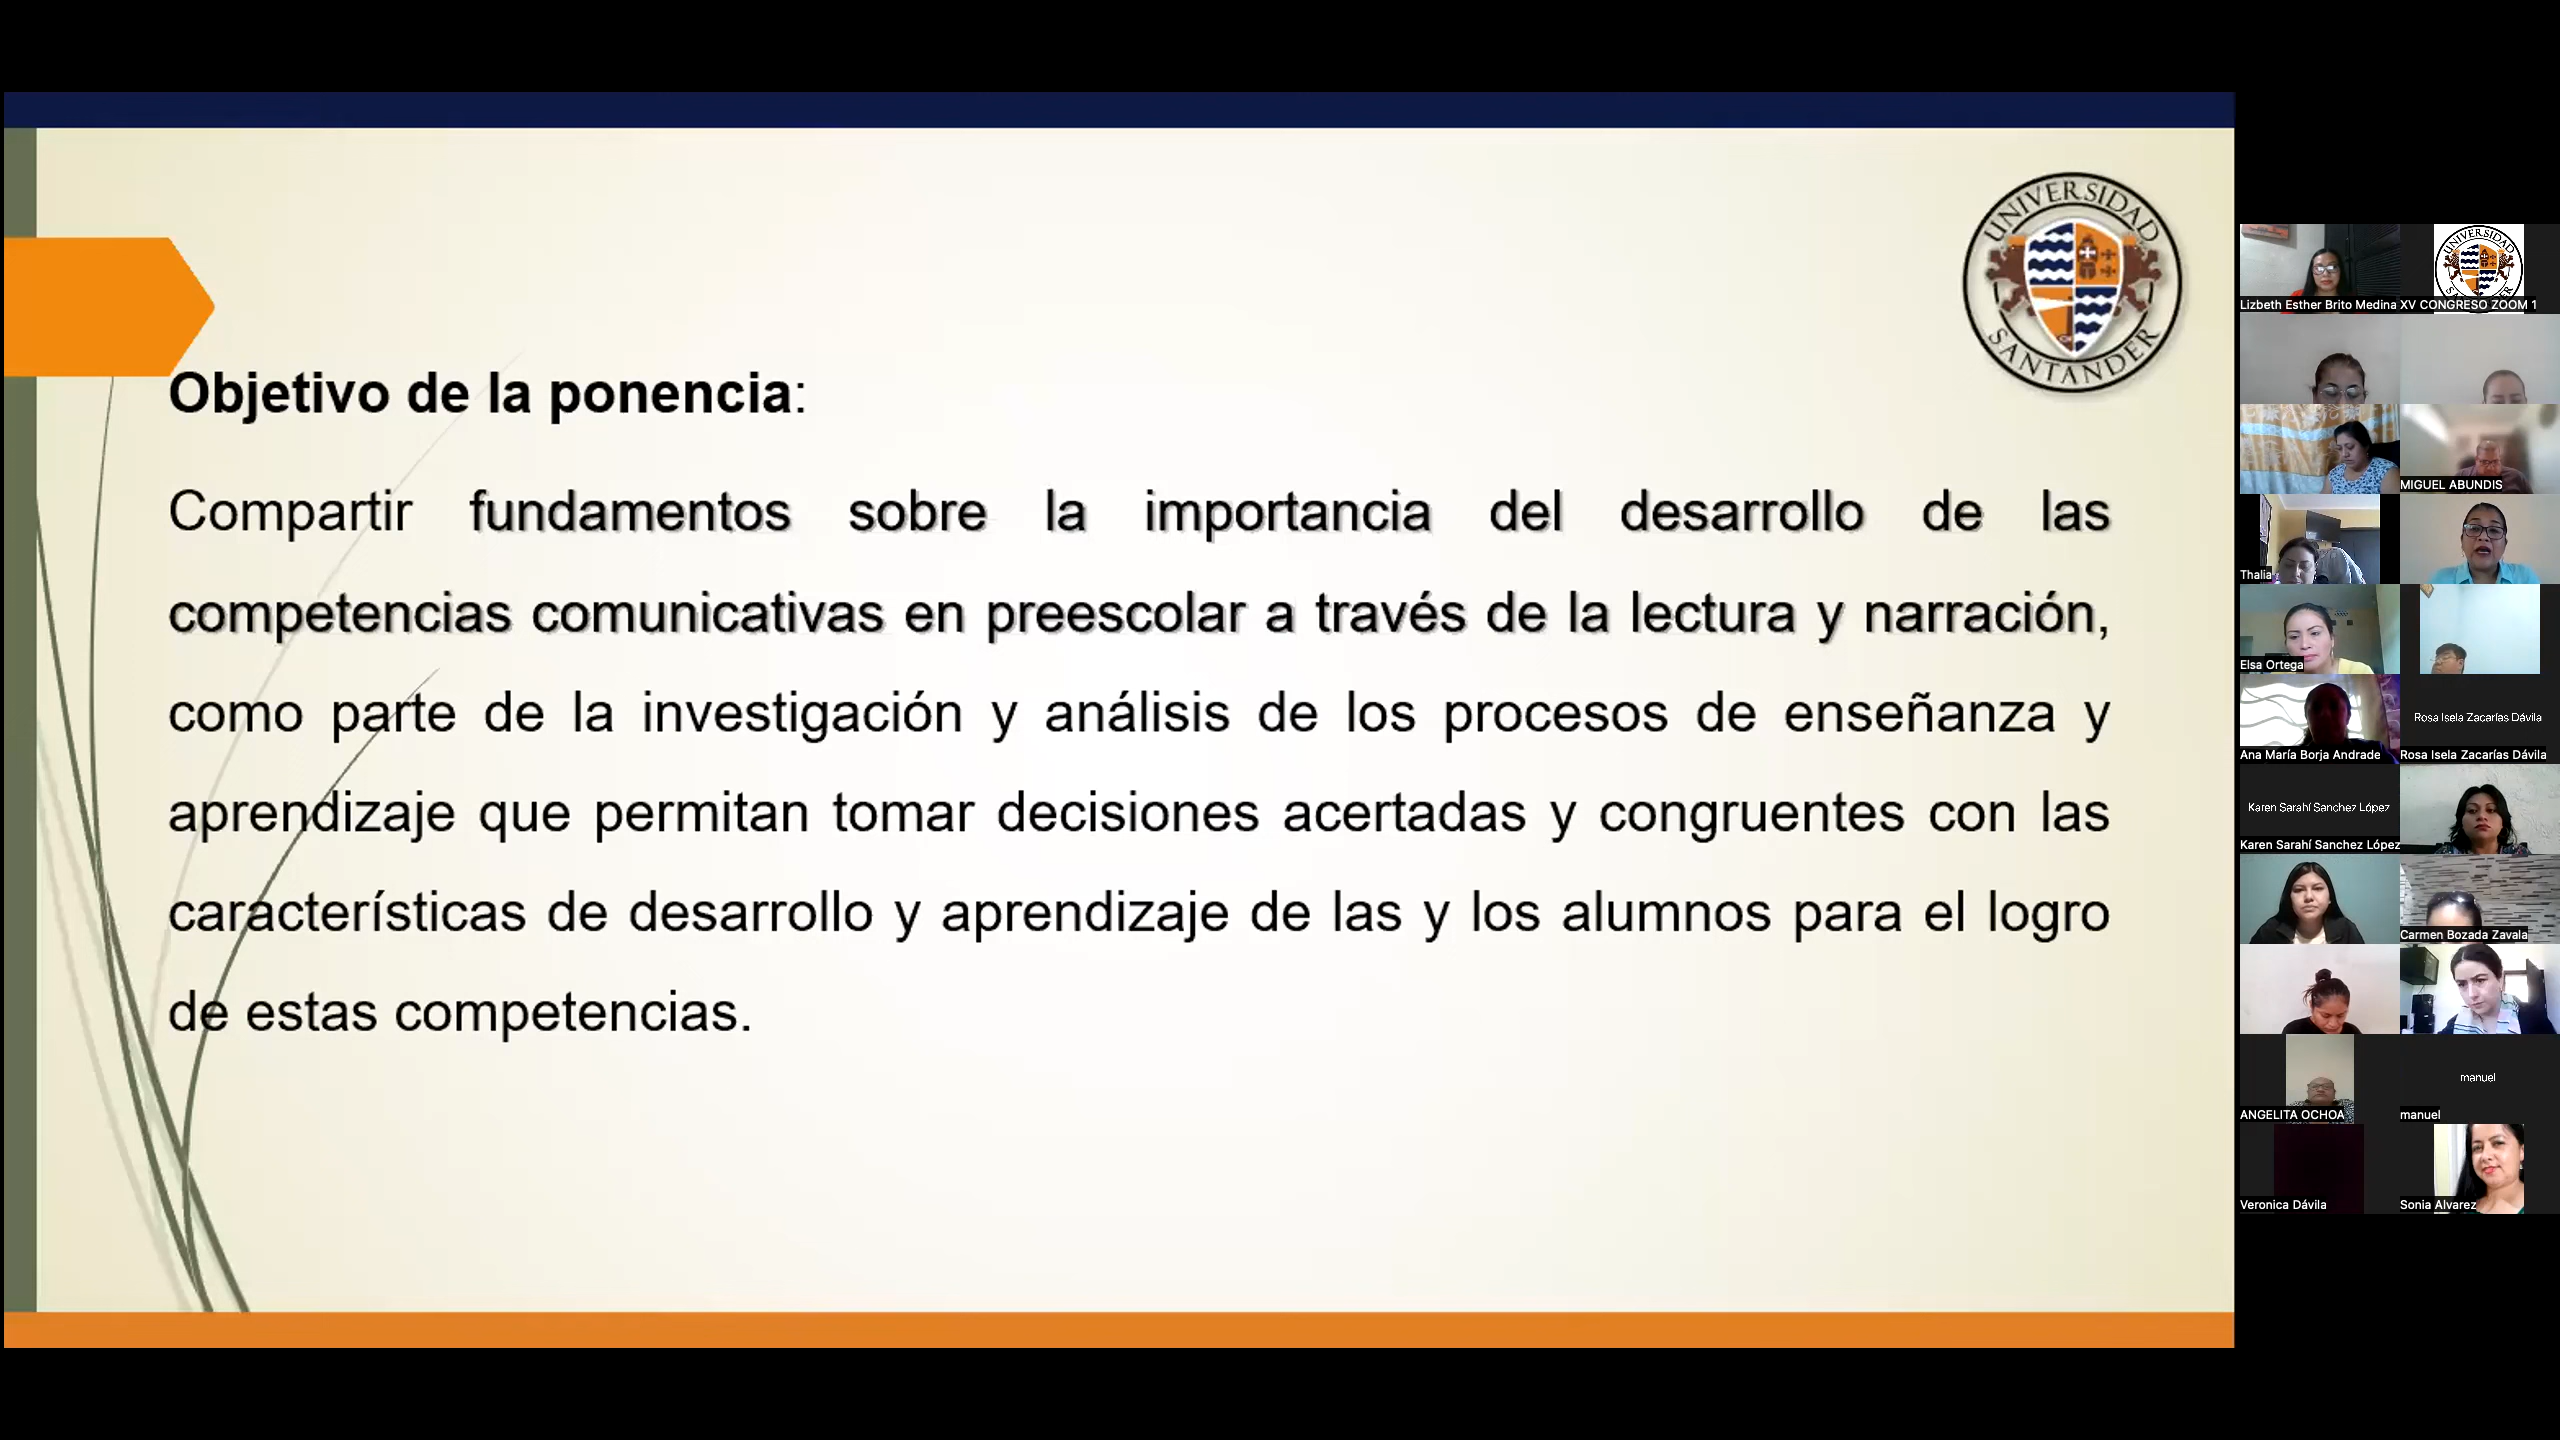 UNIVERSIDAD
SANTANDER
Objetivo de la ponencia:
Compartir fundamentos sobre la importancia del desarrollo de las
competencias comunicativas en preescolar a través de la lectura y narración,
como parte de la investigación y análisis de los procesos de enseñanza y
aprendizaje que permitan tomar decisiones acertadas y congruentes con las
características de desarrollo y aprendizaje de las y los alumnos para el logro
de estas competencias.
UNIVERSIDAD
Lizbeth Esther Brito Medina
XV CONGRESO ZOOM 1
MIGUEL ABUNDIS
Thalia
Elsa Ortega
Rosa Isela Zacarías Dávila
Ana María Borja Andrade
Rosa Isela Zacarías Dávila
Karen Sarahí Sanchez López
Karen Sarahí Sanchez López
Carmen Bozada Zavala
manuel
ANGELITA OCHOA
manuel
Veronica Dávila
Sonia Alvarez